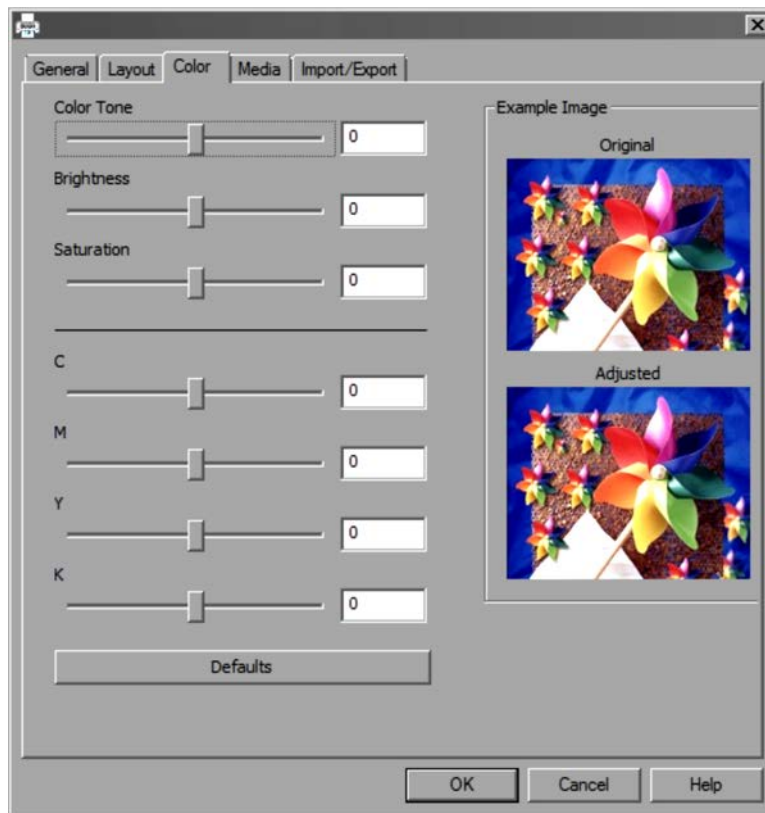 General Layout Color Media Import/Export
Color Tone
0
Brightness
0
Saturation
0
C
0
M
0
Y
0
K
0
Defaults
Example Image
Original
Adjusted
OK Cancel Help